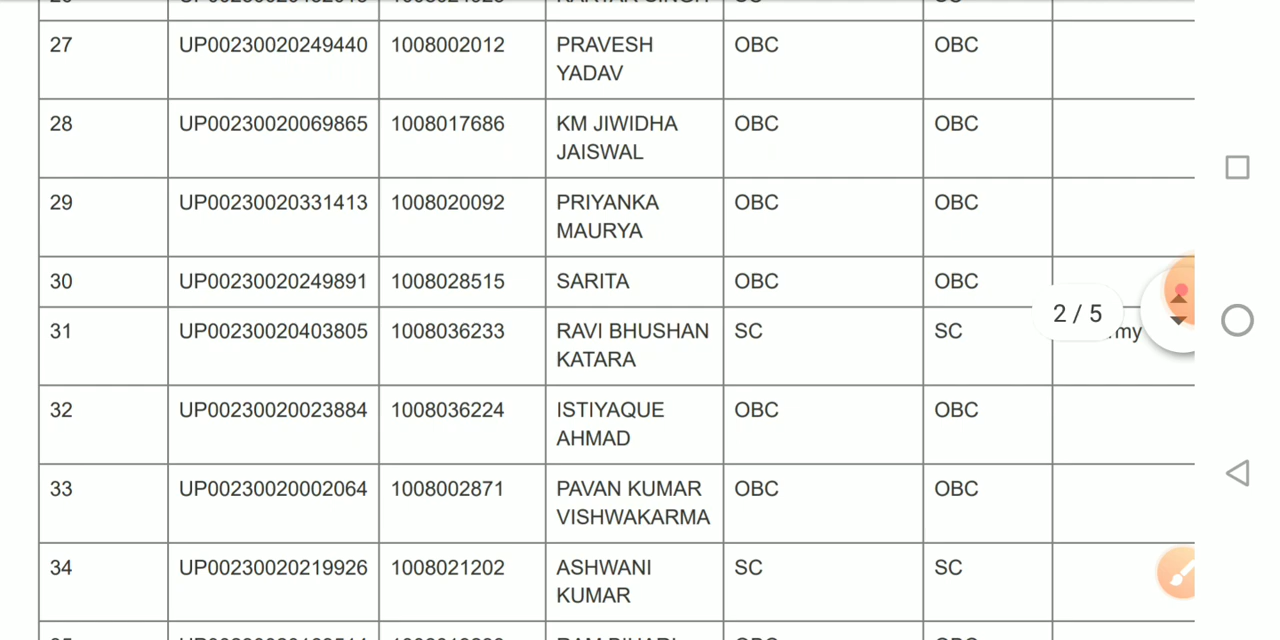 27 UP00230020249440 1008002012 PRAVESH OBC OBC
YADAV
28 UP00230020069865 1008017686 KM JIWIDHA OBC OBC
JAISWAL
29 UP00230020331413 1008020092 PRIYANKA OBC OBC
MAURYA
30 UP00230020249891 1008028515 SARITA OBC OBC
2 / 5
31 UP00230020403805 1008036233 RAVI BHUSHAN SC SC
KATARA
32 UP00230020023884 1008036224 ISTIYAQUE OBC OBC
AHMAD
33 UP00230020002064 1008002871 PAVAN KUMAR OBC OBC
VISHWAKARMA
34 UP00230020219926 1008021202 ASHWANI SC SC
KUMAR